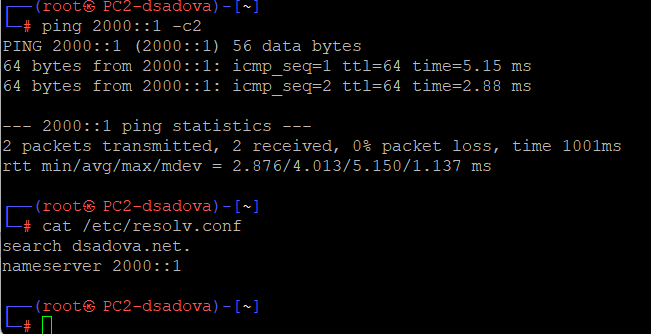 ┌──(root㉿ PC2-dsadova)-[~]
└─# ping 2000::1 -c2
PING 2000::1 (2000::1) 56 data bytes
64 bytes from 2000::1: icmp_seq=1 ttl=64 time=5.15 ms
64 bytes from 2000::1: icmp_seq=2 ttl=64 time=2.88 ms
--- 2000::1 ping statistics ---
2 packets transmitted, 2 received, 0% packet loss, time 1001ms
rtt min/avg/max/mdev = 2.876/4.013/5.150/1.137 ms
┌──(root㉿ PC2-dsadova)-[~]
└─# cat /etc/resolv.conf
search dsadova.net.
nameserver 2000::1
┌──(root㉿ PC2-dsadova)-[~]
└─#